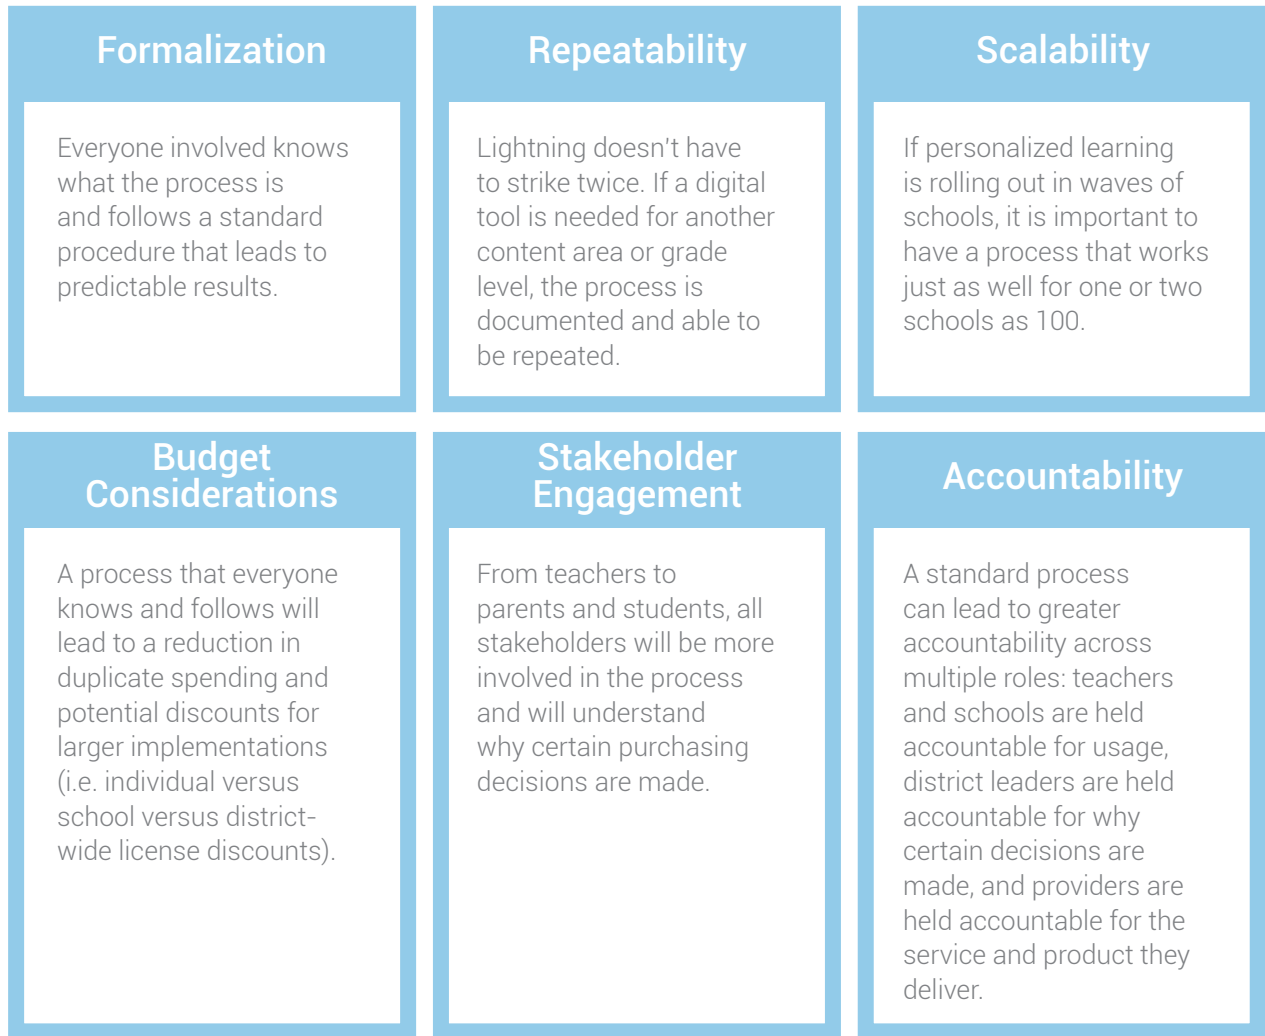 Formalization
Everyone involved knows
what the process is
and follows a standard
procedure that leads to
predictable results.
Repeatability
Lightning doesn't have
to strike twice. If a digital
tool is needed for another
content area or grade
level, the process is
documented and able to
be repeated.
Scalability
If personalized learning
is rolling out in waves of
schools, it is important to
have a process that works
just as well for one or two
schools as 100.
Budget
Considerations
A process that everyone
knows and follows will
lead to a reduction in
duplicate spending and
potential discounts for
larger implementations
(i.e. individual versus
school versus district-
wide license discounts).
Stakeholder
Engagement
From teachers to
parents and students, all
stakeholders will be more
involved in the process
and will understand
why certain purchasing
decisions are made.
Accountability
A standard process
can lead to greater
accountability across
multiple roles: teachers
and schools are held
accountable for usage,
district leaders are held
accountable for why
certain decisions are
made, and providers are
held accountable for the
service and product they
deliver.